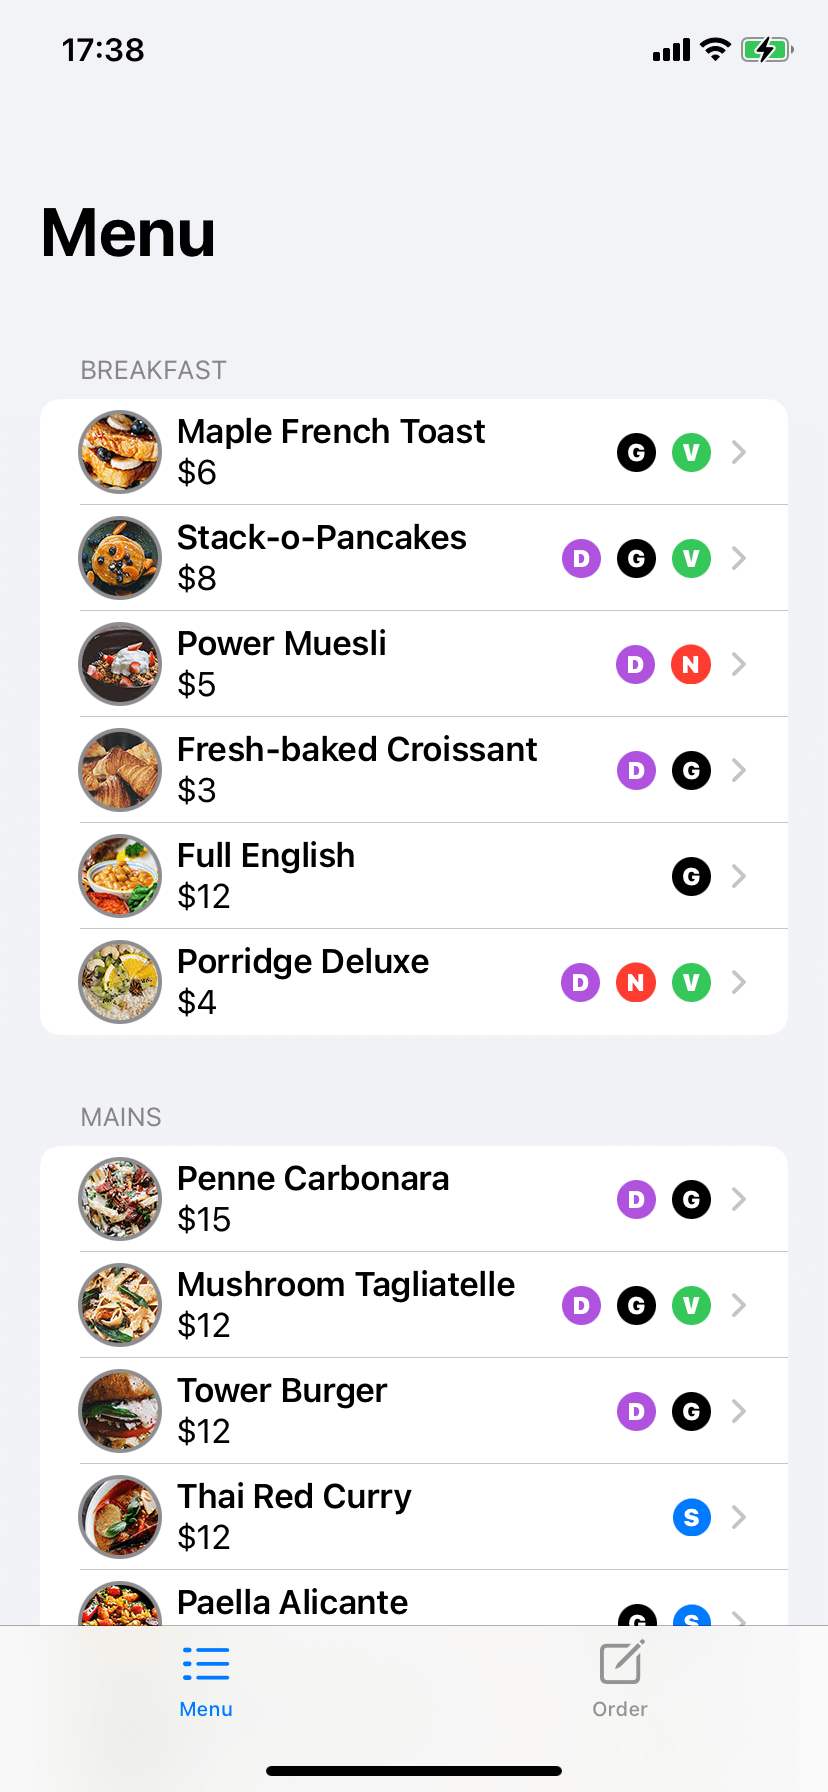 17:38
Menu
BREAKFAST
Maple French Toast
$6
G V
Stack-o-Pancakes
$8
D G V
Power Muesli
$5
D N
Fresh-baked Croissant
$3
D G
Full English
$12
G
Porridge Deluxe
$4
D N V
MAINS
Penne Carbonara
$15
D G
Mushroom Tagliatelle
$12
D G V
Tower Burger
$12
D G
Thai Red Curry
$12
S
Paella Alicante
G S
Menu
Order